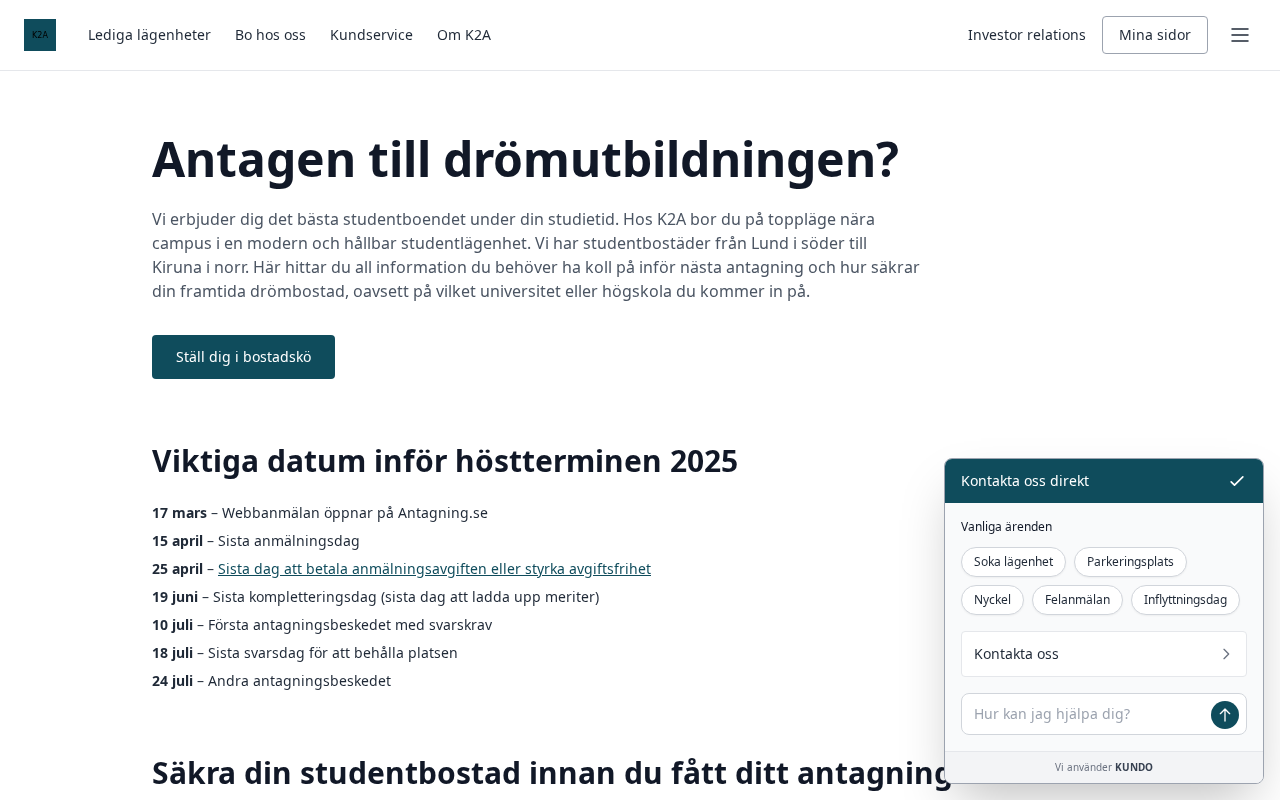 K2A
Lediga lägenheter
Bo hos oss
Kundservice
Om K2A
Investor relations
Mina sidor
Antagen till drömutbildningen?
Vi erbjuder dig det bästa studentboendet under din studietid. Hos K2A bor du på toppläge nära
campus i en modern och hållbar studentlägenhet. Vi har studentbostäder från Lund i söder till
Kiruna i norr. Här hittar du all information du behöver ha koll på inför nästa antagning och hur säkrar
din framtida drömbostad, oavsett på vilket universitet eller högskola du kommer in på.
Ställ dig i bostadskö
Viktiga datum inför höstterminen 2025
17 mars – Webbanmälan öppnar på Antagning.se
15 april – Sista anmälningsdag
25 april – Sista dag att betala anmälningsavgiften eller styrka avgiftsfrihet
19 juni – Sista kompletteringsdag (sista dag att ladda upp meriter)
10 juli – Första antagningsbeskedet med svarskrav
18 juli – Sista svarsdag för att behålla platsen
24 juli – Andra antagningsbeskedet
Säkra din studentbostad innan du fått ditt antagning
Kontakta oss direkt
Vanliga ärenden
Soka lägenhet
Parkeringsplats
Nyckel
Felanmälan
Inflyttningsdag
Kontakta oss
Hur kan jag hjälpa dig?
Vi använder KUNDO